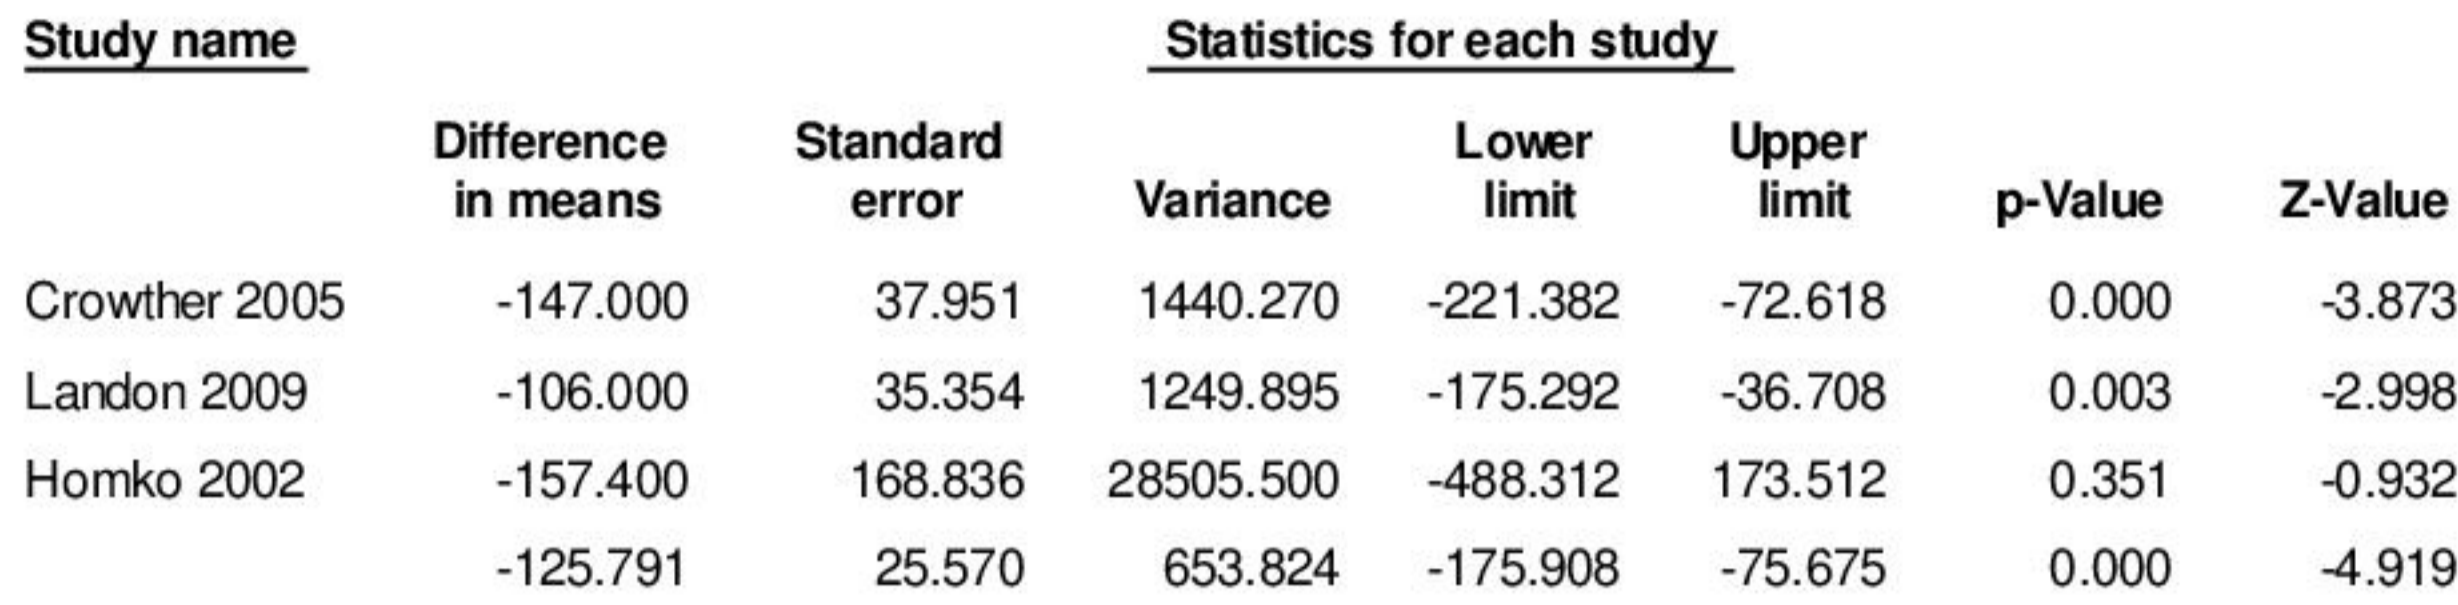 Study name Statistics for each study
Difference Standard Lower Upper
in means error Variance limit limit p-Value Z-Value
Crowther 2005 -147.000 37.951 1440.270 -221.382 -72.618 0.000 -3.873
Landon 2009 -106.000 35.354 1249.895 -175.292 -36.708 0.003 -2.998
Homko 2002 -157.400 168.836 28505.500 -488.312 173.512 0.351 -0.932
-125.791 25.570 653.824 -175.908 -75.675 0.000 -4.919